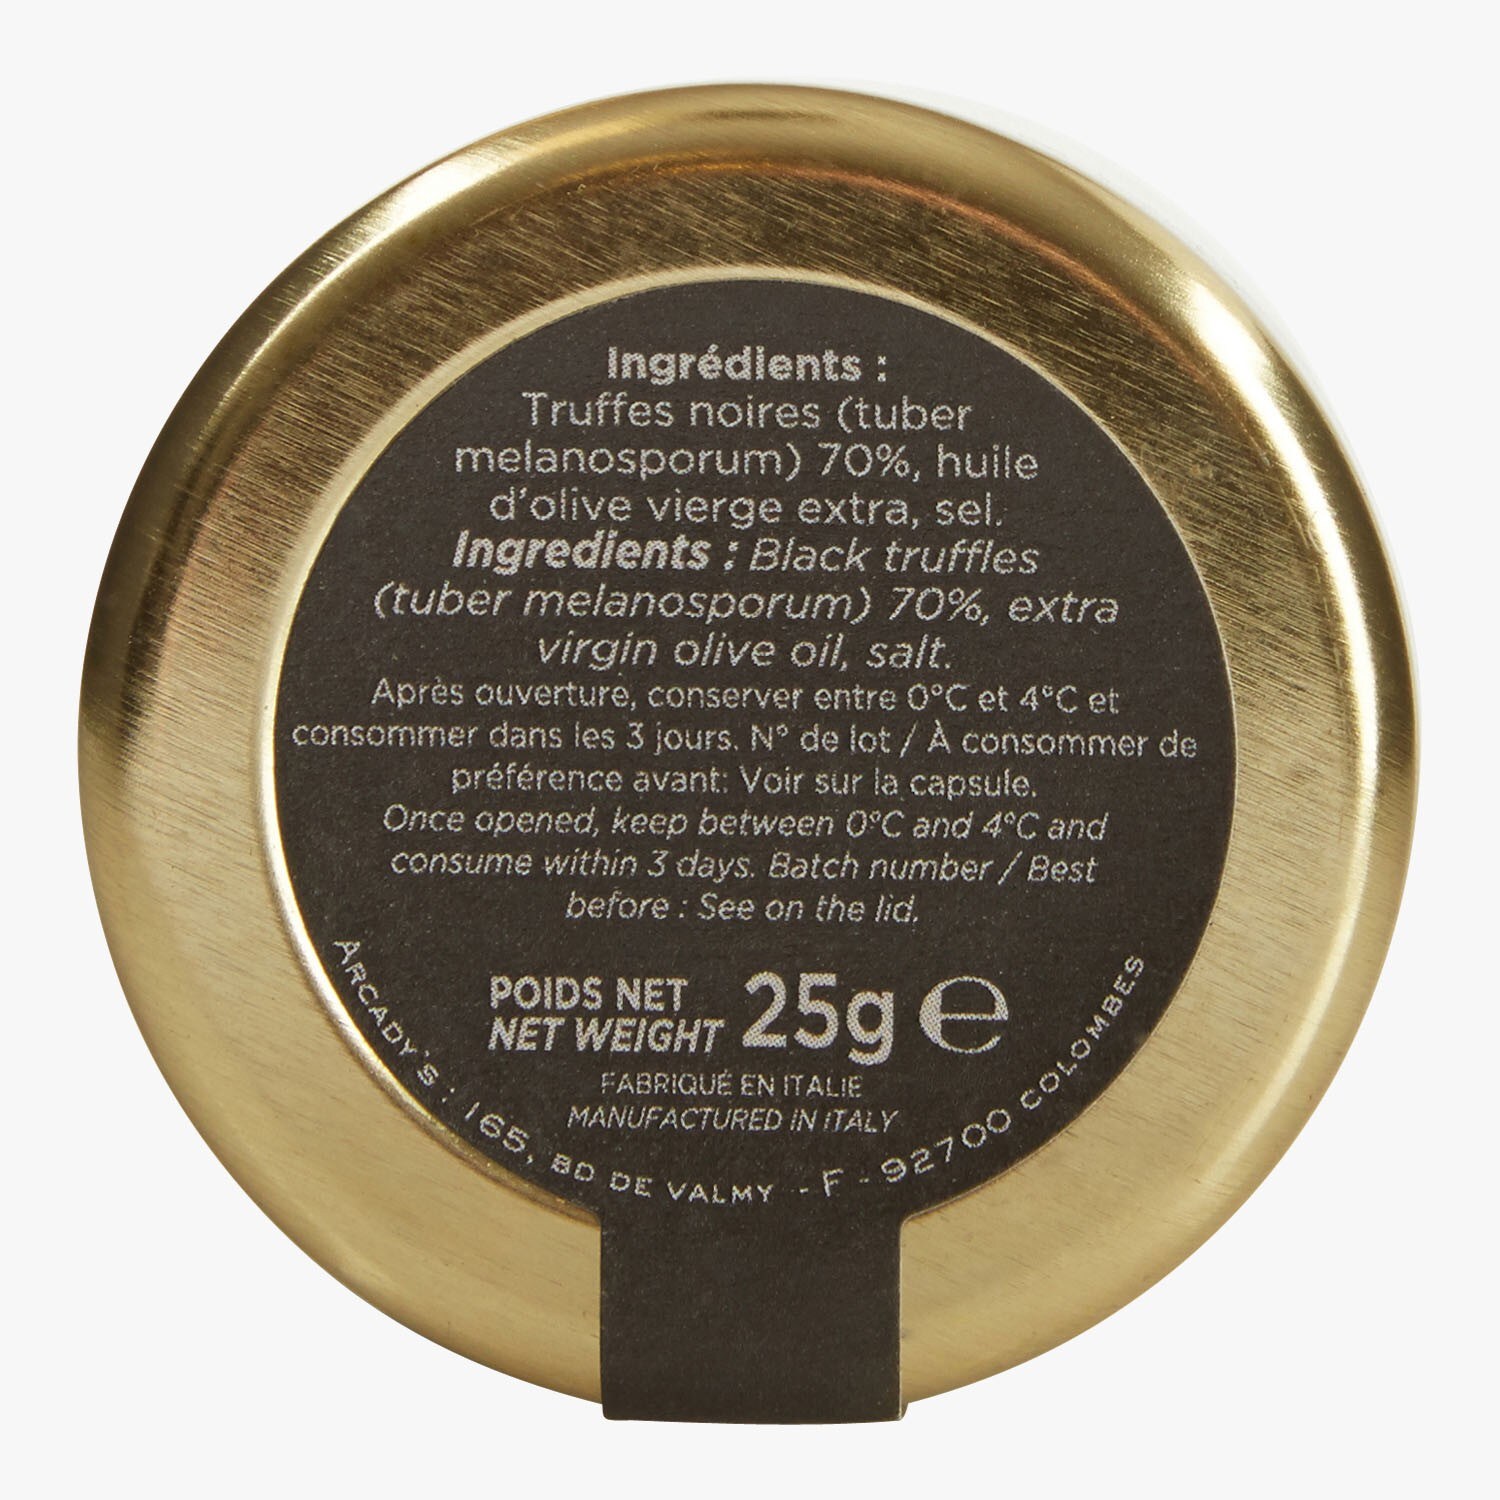 Ingrédients :
Truffes noires (tuber
melanosporum) 70%, huile
d'olive vierge extra, sel.
Ingredients : Black truffles
(tuber melanosporum) 70%, extra
virgin olive oil, salt.
Après ouverture, conserver entre 0°C et 4°C et
consommer dans les 3 jours. N° de lot / À consommer de
préférence avant: Voir sur la capsule.
Once opened, keep between 0°C and 4°C and
consume within 3 days. Batch number / Best
before : See on the lid.
POIDS NET
NET WEIGHT 25g ℮
FABRIQUÉ EN ITALIE
MANUFACTURED IN ITALY
ARCADY'S : 165, BD DE VALMY - F - 92700 COLOMBES